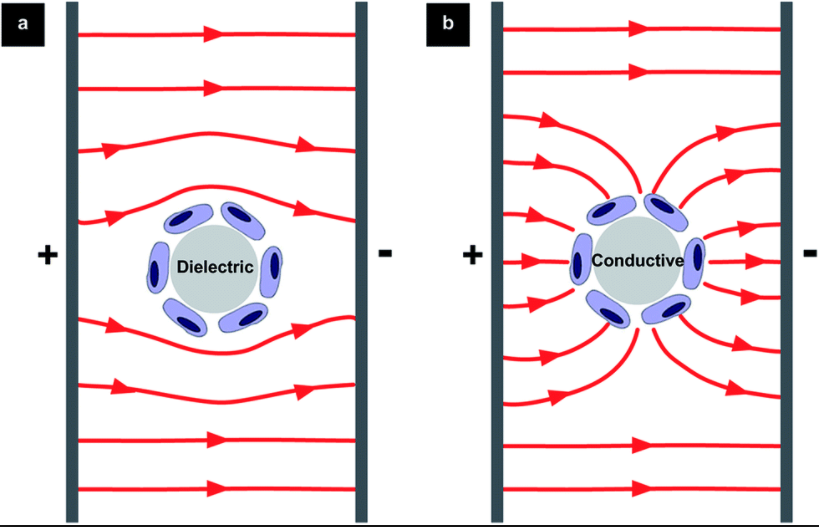 a
b
+
Dielectric
-
+
Conductive
-